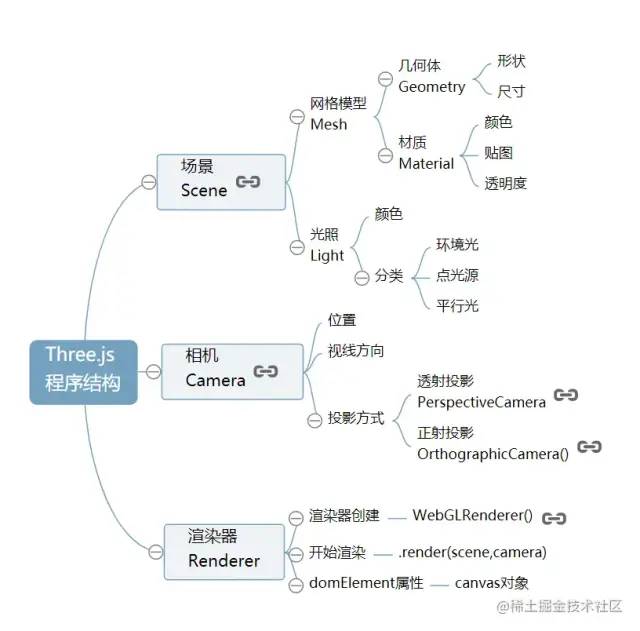 Three.js
程序结构
场景
Scene
网格模型
Mesh
几何体
Geometry
形状
尺寸
材质
Material
颜色
贴图
透明度
光照
Light
颜色
分类
环境光
点光源
平行光
相机
Camera
位置
视线方向
投影方式
透射投影
PerspectiveCamera
正射投影
OrthographicCamera()
渲染器
Renderer
渲染器创建
WebGLRenderer()
开始渲染
.render(scene,camera)
domElement属性
canvas对象
@稀土掘金技术社区